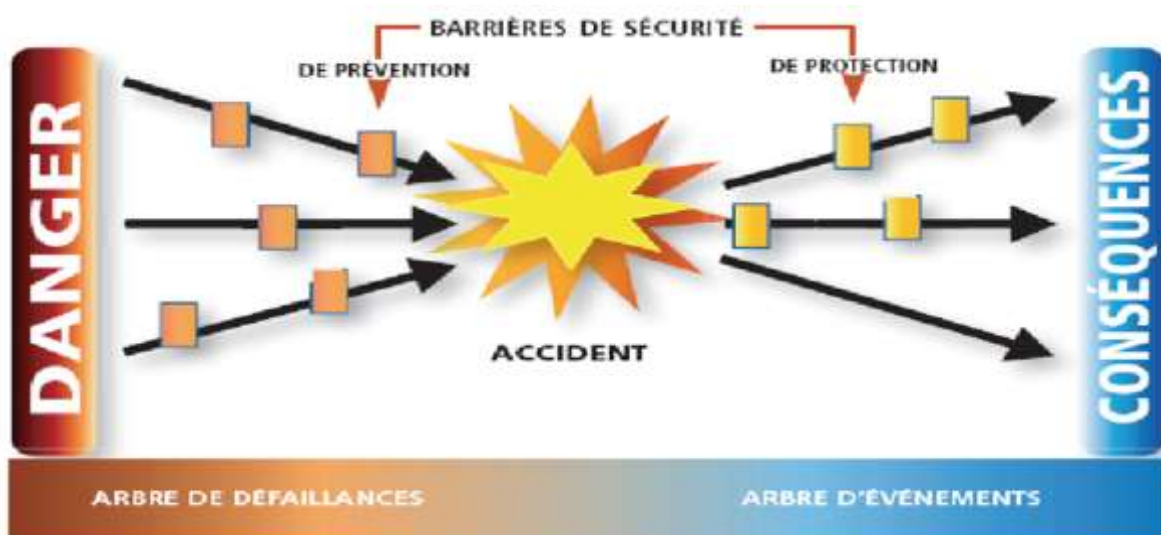 BARRIÈRES DE SÉCURITÉ
DE PRÉVENTION
DE PROTECTION
DANGER
ACCIDENT
CONSÉQUENCES
ARBRE DE DÉFAILLANCES
ARBRE D'ÉVÉNEMENTS